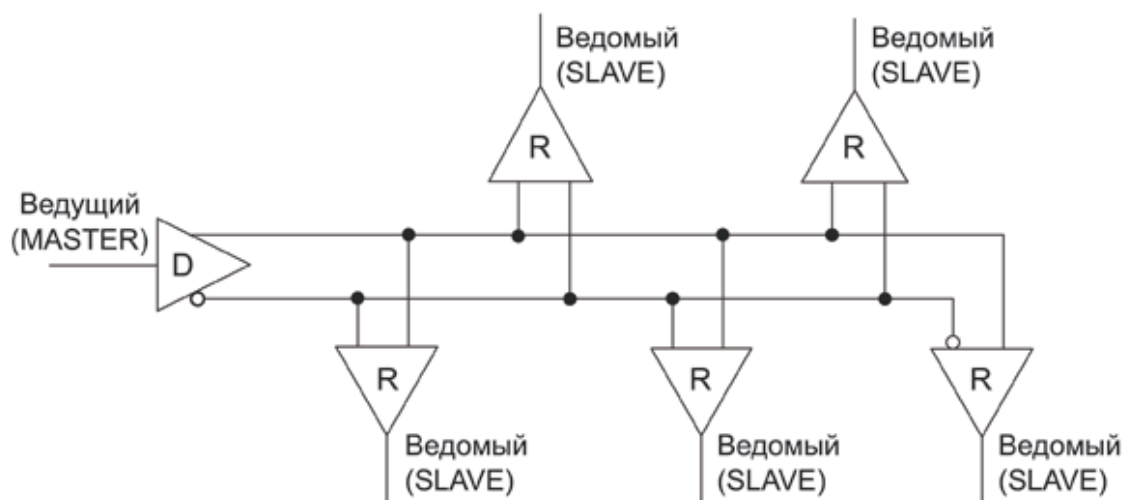 Ведомый
(SLAVE)
Ведомый
(SLAVE)
R
R
Ведущий
(MASTER)
D
R
R
R
Ведомый
(SLAVE)
Ведомый
(SLAVE)
Ведомый
(SLAVE)